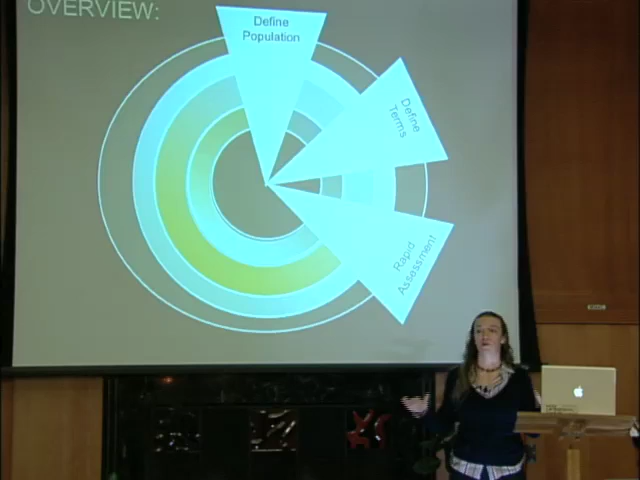 OVERVIEW:
Define
Population
Define
Terms
Rapid
Assessment